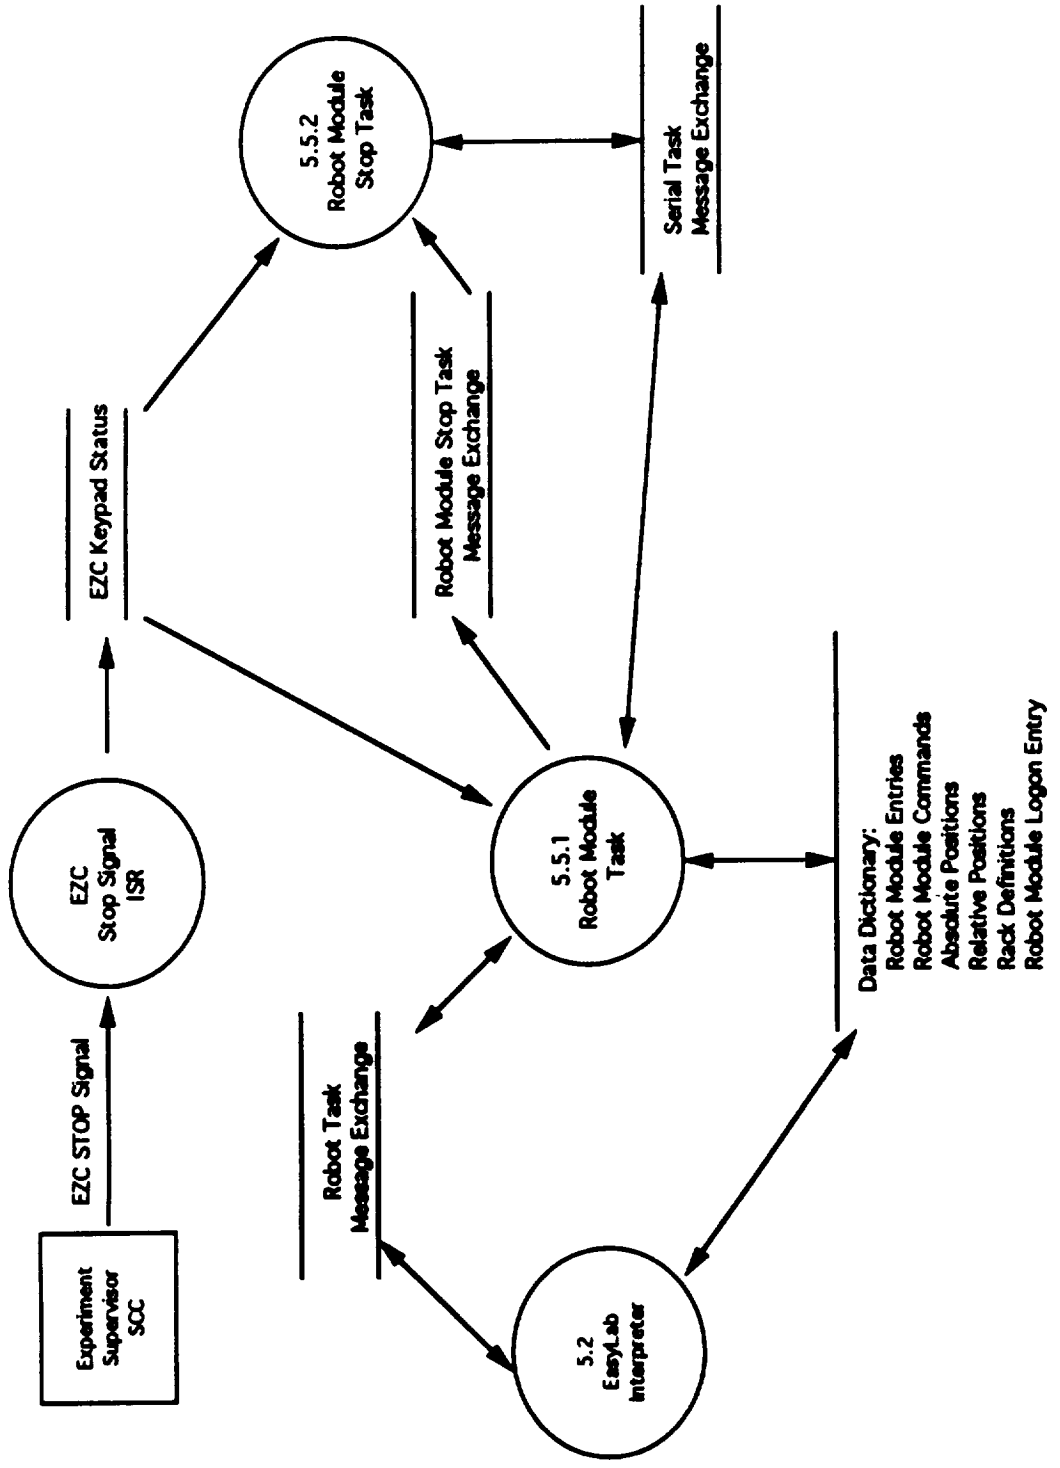 Experiment
Supervisor
SCC
EZC STOP Signal
EZC
Stop Signal
ISR
EZC Keypad Status
Robot Task
Message Exchange
Robot Module Stop Task
Message Exchange
5.5.2
Robot Module
Stop Task
5.2
EasyLab
Interpreter
5.5.1
Robot Module
Task
Serial Task
Message Exchange
Data Dictionary:
Robot Module Entries
Robot Module Commands
Absolute Positions
Relative Positions
Rack Definitions
Robot Module Logon Entry